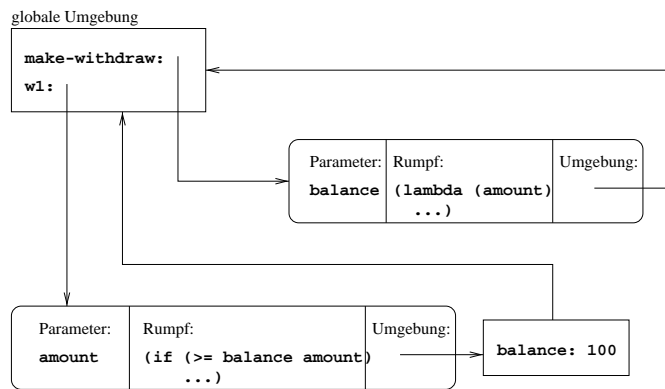 globale Umgebung
make-withdraw:
w1:
Parameter: Rumpf: Umgebung:
balance (lambda (amount)
...)
Parameter: Rumpf: Umgebung:
amount (if (>= balance amount)
...)
balance: 100